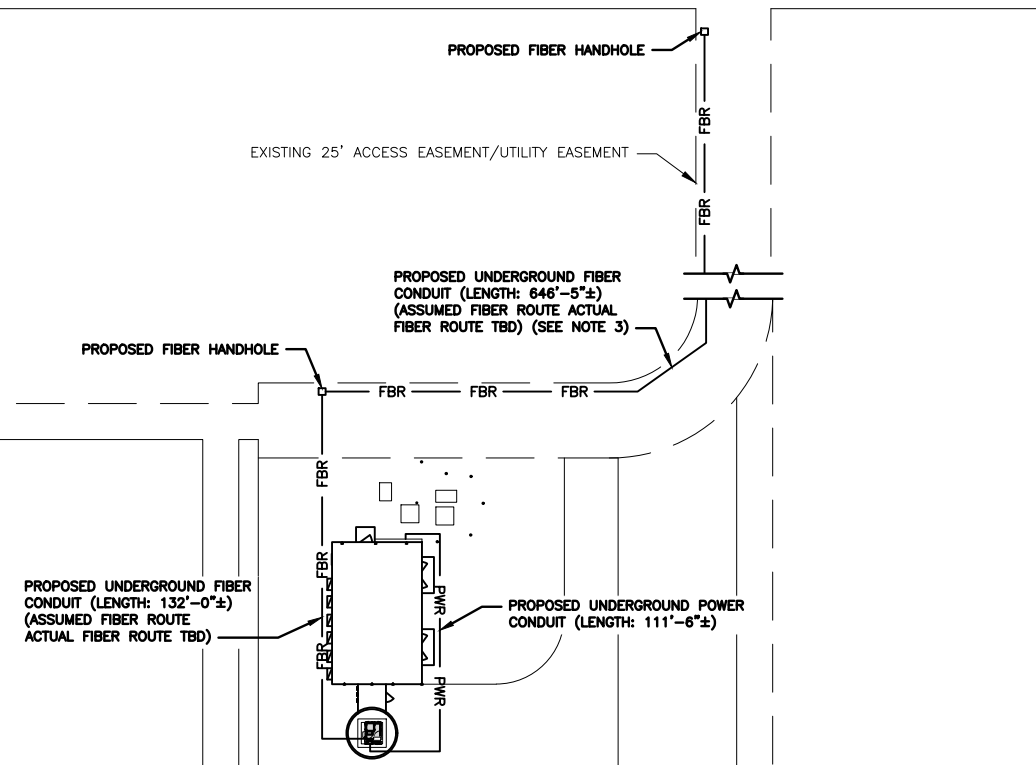 PROPOSED FIBER HANDHOLE
FBR
EXISTING 25' ACCESS EASEMENT/UTILITY EASEMENT
FBR
PROPOSED UNDERGROUND FIBER
CONDUIT (LENGTH: 646'-5"±)
(ASSUMED FIBER ROUTE ACTUAL
FIBER ROUTE TBD) (SEE NOTE 3)
PROPOSED FIBER HANDHOLE
FBR
FBR
FBR
FBR
FBR
PROPOSED UNDERGROUND FIBER
CONDUIT (LENGTH: 132'-0"±)
(ASSUMED FIBER ROUTE
ACTUAL FIBER ROUTE TBD)
PWR
PROPOSED UNDERGROUND POWER
CONDUIT (LENGTH: 111'-6"±)
FBR
PWR